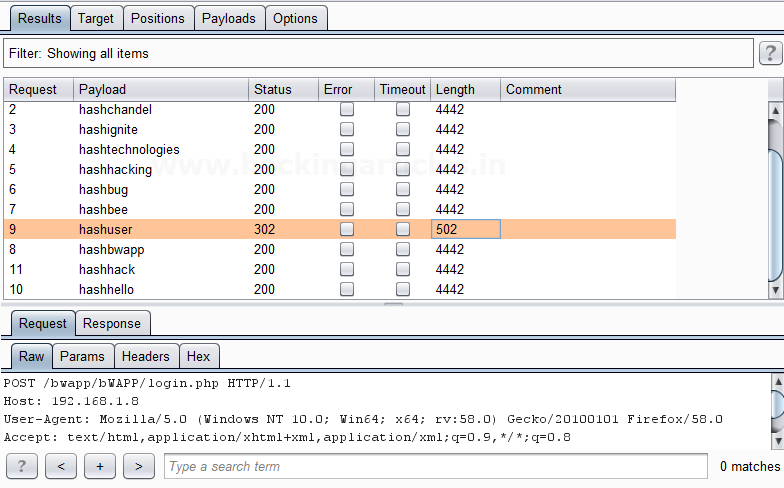 Results Target Positions Payloads Options
Filter: Showing all items ?
Request Payload Status Error Timeout Length Comment
2 hashchandel 200 4442
3 hashignite 200 4442
4 hashtechnologies 200 4442
5 hashhacking 200 4442
6 hashbug 200 4442
7 hashbee 200 4442
9 hashuser 302 502
8 hashbwapp 200 4442
11 hashhack 200 4442
10 hashhello 200 4442
Request Response
Raw Params Headers Hex
POST /bwapp/bWAPP/login.php HTTP/1.1
Host: 192.168.1.8
User-Agent: Mozilla/5.0 (Windows NT 10.0; Win64; x64; rv:58.0) Gecko/20100101 Firefox/58.0
Accept: text/html,application/xhtml+xml,application/xml;q=0.9,*/*;q=0.8
? < + > Type a search term 0 matches